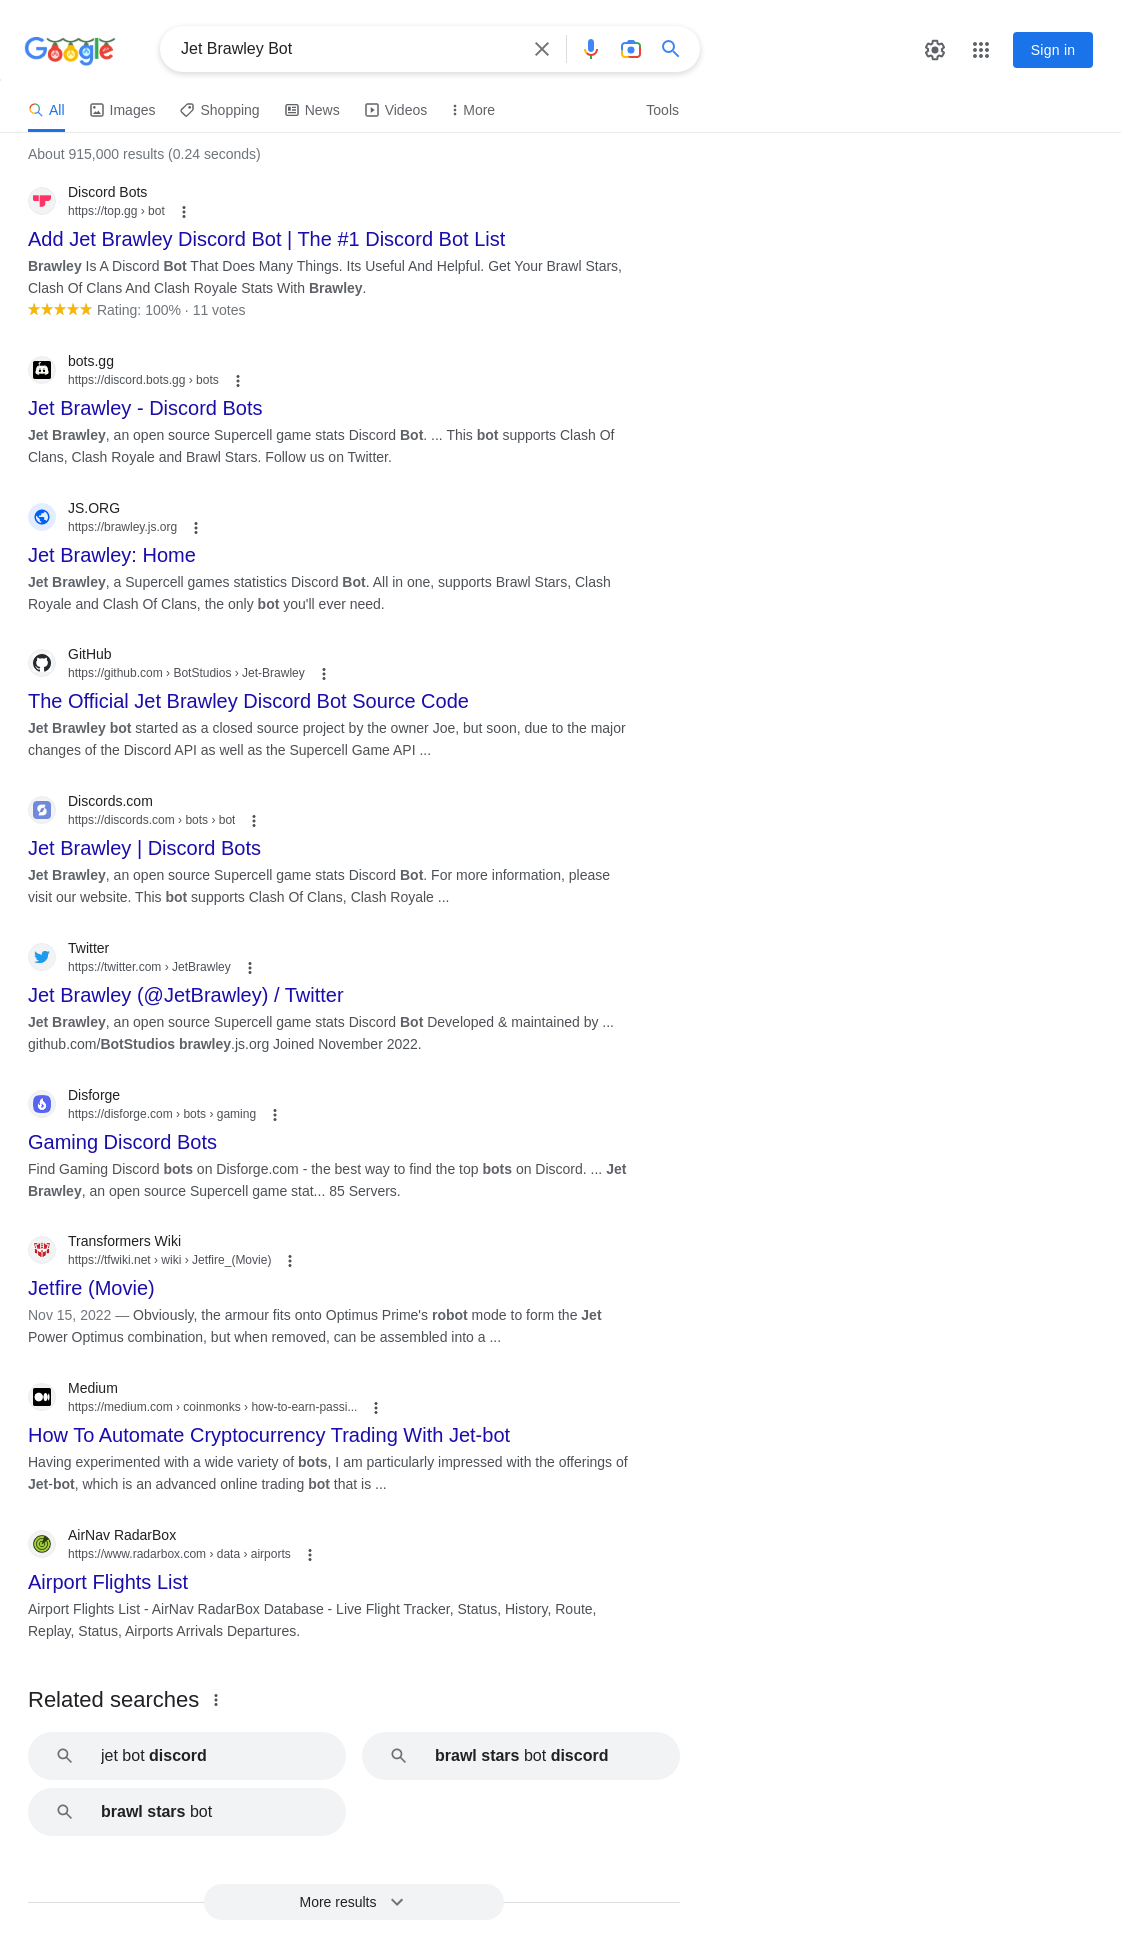 Google
Jet Brawley Bot
Sign in
All
Images
Shopping
News
Videos
More
Tools
About 915,000 results (0.24 seconds)
Discord Bots
https://top.gg › bot
Add Jet Brawley Discord Bot | The #1 Discord Bot List
Brawley Is A Discord Bot That Does Many Things. Its Useful And Helpful. Get Your Brawl Stars,
Clash Of Clans And Clash Royale Stats With Brawley.
Rating: 100% · 11 votes
bots.gg
https://discord.bots.gg › bots
Jet Brawley - Discord Bots
Jet Brawley, an open source Supercell game stats Discord Bot. ... This bot supports Clash Of
Clans, Clash Royale and Brawl Stars. Follow us on Twitter.
JS.ORG
https://brawley.js.org
Jet Brawley: Home
Jet Brawley, a Supercell games statistics Discord Bot. All in one, supports Brawl Stars, Clash
Royale and Clash Of Clans, the only bot you'll ever need.
GitHub
https://github.com › BotStudios › Jet-Brawley
The Official Jet Brawley Discord Bot Source Code
Jet Brawley bot started as a closed source project by the owner Joe, but soon, due to the major
changes of the Discord API as well as the Supercell Game API ...
Discords.com
https://discords.com › bots › bot
Jet Brawley | Discord Bots
Jet Brawley, an open source Supercell game stats Discord Bot. For more information, please
visit our website. This bot supports Clash Of Clans, Clash Royale ...
Twitter
https://twitter.com › JetBrawley
Jet Brawley (@JetBrawley) / Twitter
Jet Brawley, an open source Supercell game stats Discord Bot Developed & maintained by ...
github.com/BotStudios brawley.js.org Joined November 2022.
Disforge
https://disforge.com › bots › gaming
Gaming Discord Bots
Find Gaming Discord bots on Disforge.com - the best way to find the top bots on Discord. ... Jet
Brawley, an open source Supercell game stat... 85 Servers.
Transformers Wiki
https://tfwiki.net › wiki › Jetfire_(Movie)
Jetfire (Movie)
Nov 15, 2022 — Obviously, the armour fits onto Optimus Prime's robot mode to form the Jet
Power Optimus combination, but when removed, can be assembled into a ...
Medium
https://medium.com › coinmonks › how-to-earn-passi...
How To Automate Cryptocurrency Trading With Jet-bot
Having experimented with a wide variety of bots, I am particularly impressed with the offerings of
Jet-bot, which is an advanced online trading bot that is ...
AirNav RadarBox
https://www.radarbox.com › data › airports
Airport Flights List
Airport Flights List - AirNav RadarBox Database - Live Flight Tracker, Status, History, Route,
Replay, Status, Airports Arrivals Departures.
Related searches
jet bot discord
brawl stars bot discord
brawl stars bot
More results